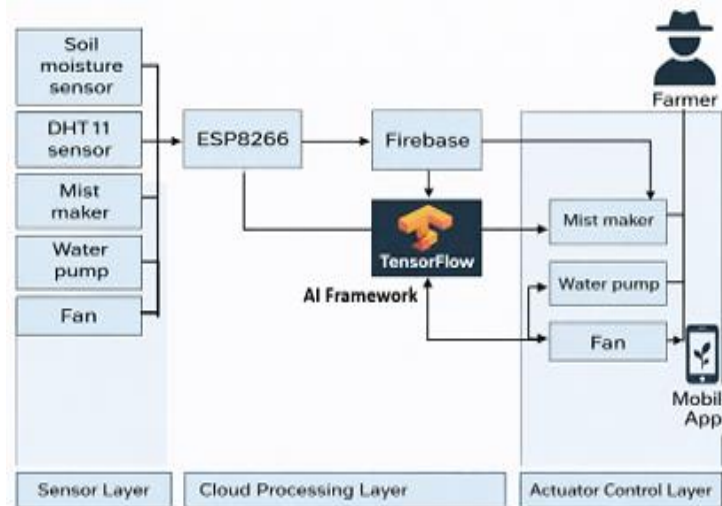 Soil
moisture
sensor
DHT 11
sensor
Mist
maker
Water
pump
Fan
ESP8266
Firebase
TensorFlow
AI Framework
Farmer
Mist maker
Water pump
Fan
Mobil
App
Sensor Layer
Cloud Processing Layer
Actuator Control Layer